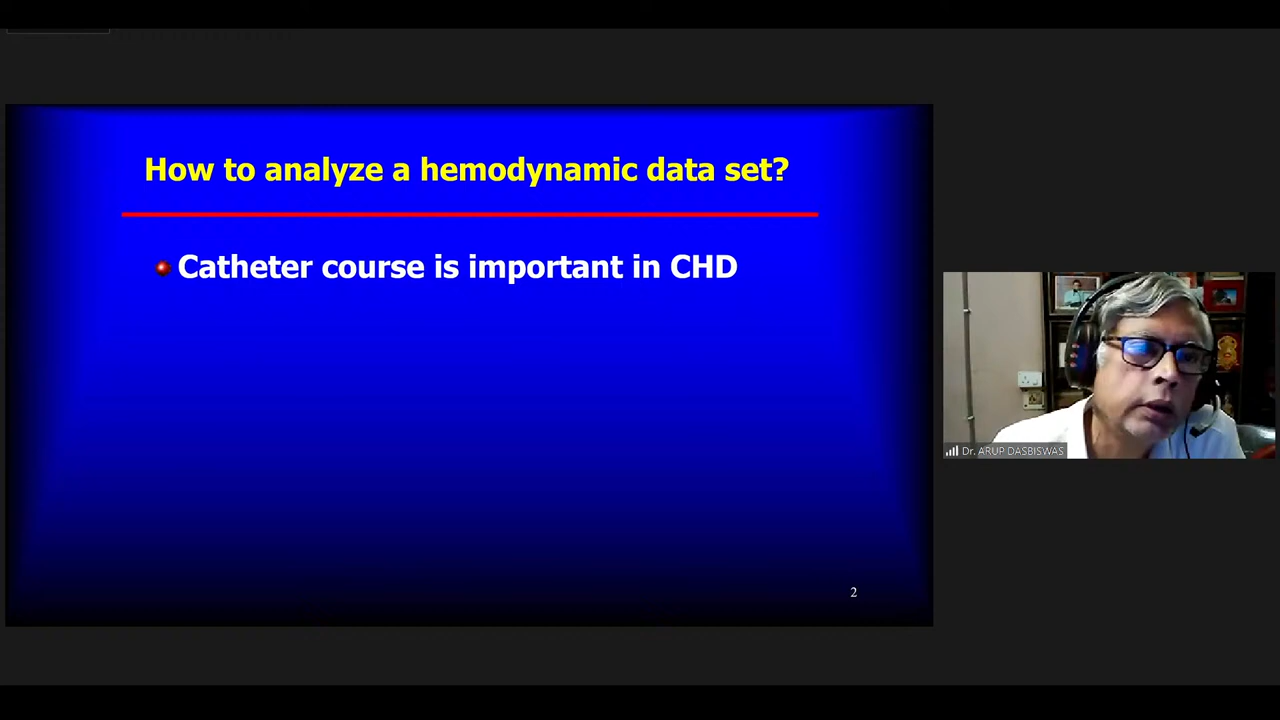 How to analyze a hemodynamic data set?
Catheter course is important in CHD
2
Dr. ARUP DASBISWAS